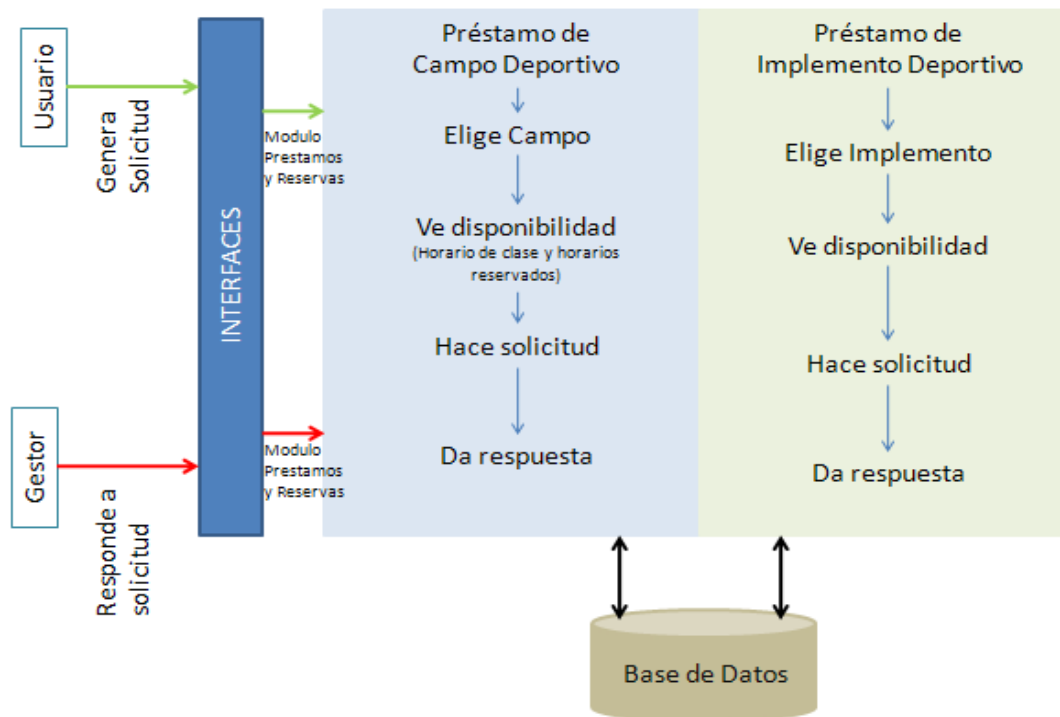 Usuario
Genera
Solicitud
Gestor
Responde a
solicitud
INTERFACES
Modulo
Prestamos
y Reservas
Modulo
Prestamos
y Reservas
Préstamo de
Campo Deportivo
Elige Campo
Ve disponibilidad
(Horario de clase y horarios
reservados)
Hace solicitud
Da respuesta
Préstamo de
Implemento Deportivo
Elige Implemento
Ve disponibilidad
Hace solicitud
Da respuesta
Base de Datos